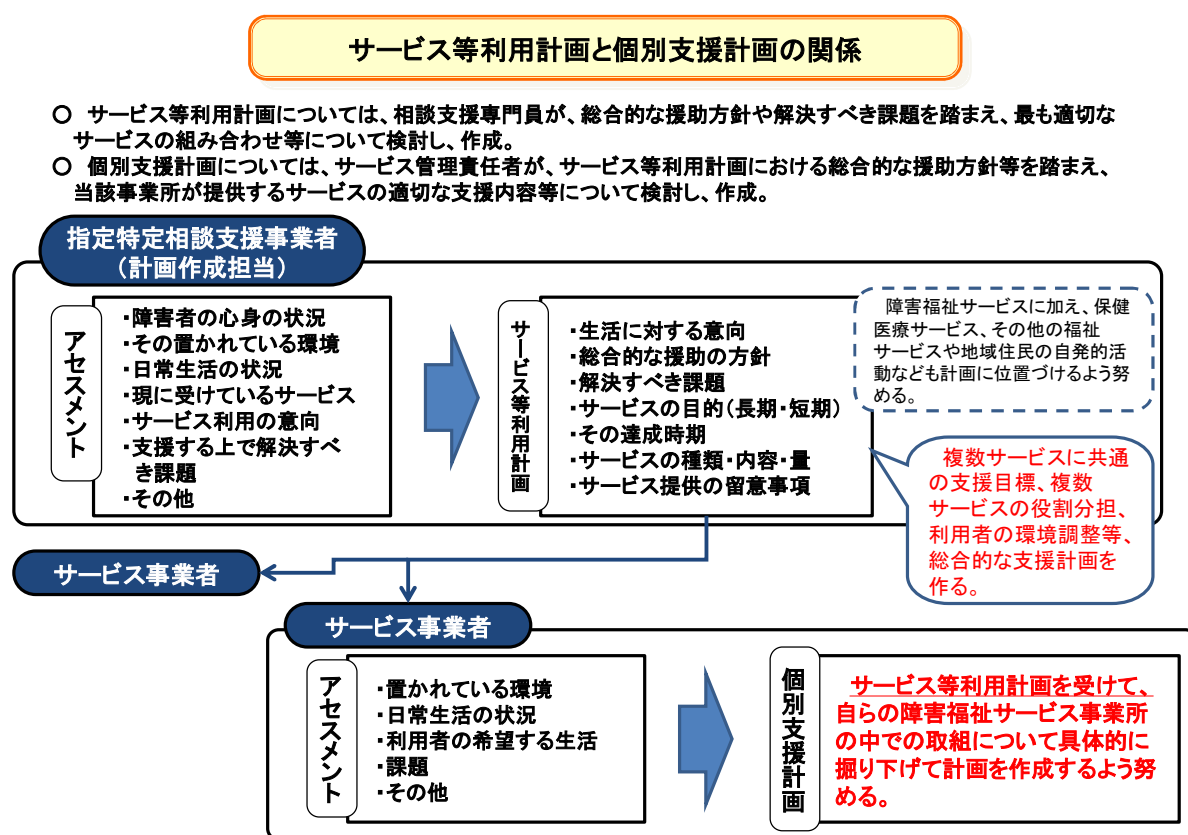 サービス等利用計画と個別支援計画の関係
○　サービス等利用計画については、相談支援専門員が、総合的な援助方針や解決すべき課題を踏まえ、最も適切な
サービスの組み合わせ等について検討し、作成。
○　個別支援計画については、サービス管理責任者が、サービス等利用計画における総合的な援助方針等を踏まえ、
当該事業所が提供するサービスの適切な支援内容等について検討し、作成。
指定特定相談支援事業者
（計画作成担当）
アセスメント
・障害者の心身の状況
・その置かれている環境
・日常生活の状況
・現に受けているサービス
・サービス利用の意向
・支援する上で解決すべ
き課題
・その他
サービス等利用計画
・生活に対する意向
・総合的な援助の方針
・解決すべき課題
・サービスの目的（長期・短期）
・その達成時期
・サービスの種類・内容・量
・サービス提供の留意事項
障害福祉サービスに加え、保健
医療サービス、その他の福祉
サービスや地域住民の自発的活
動なども計画に位置づけるよう努
める。
複数サービスに共通
の支援目標、複数
サービスの役割分担、
利用者の環境調整等、
総合的な支援計画を
作る。
サービス事業者
サービス事業者
アセスメント
・置かれている環境
・日常生活の状況
・利用者の希望する生活
・課題
・その他
個別支援計画
サービス等利用計画を受けて、
自らの障害福祉サービス事業所
の中での取組について具体的に
掘り下げて計画を作成するよう努
める。